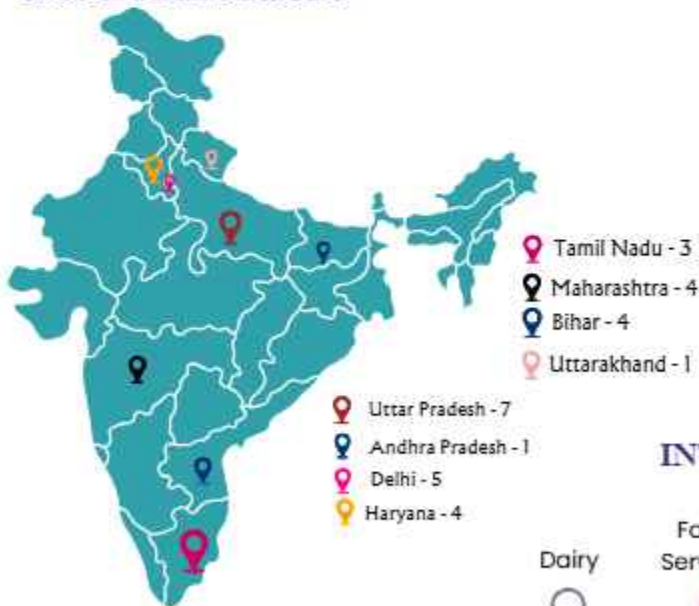 Tamil Nadu - 3
Maharashtra - 4
Bihar - 4
Uttarakhand - 1
Uttar Pradesh - 7
Andhra Pradesh - 1
Delhi - 5
Haryana - 4
Dairy